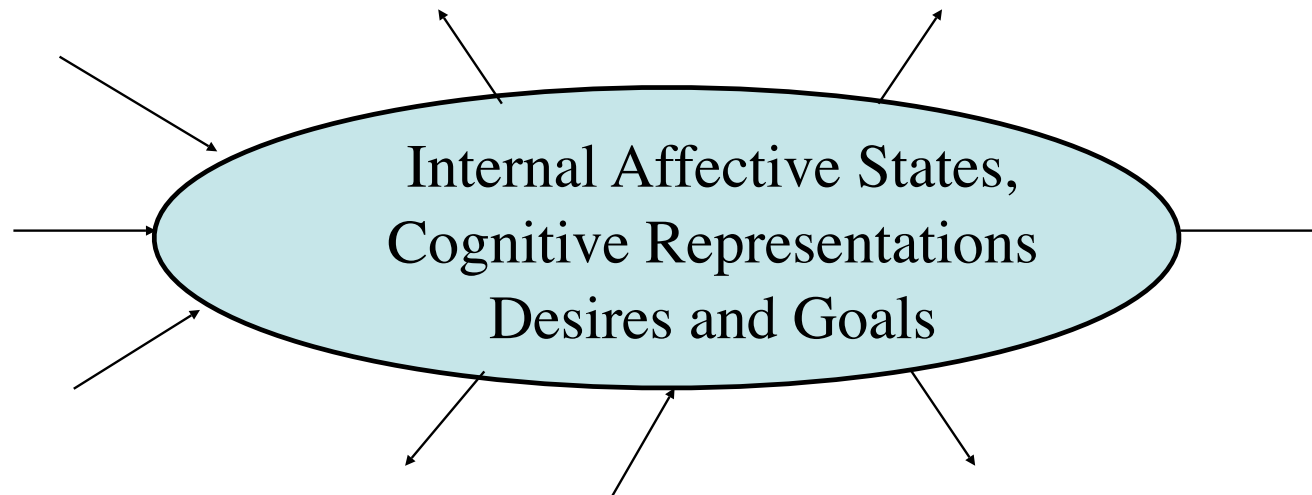 Internal Affective States,
Cognitive Representations
Desires and Goals